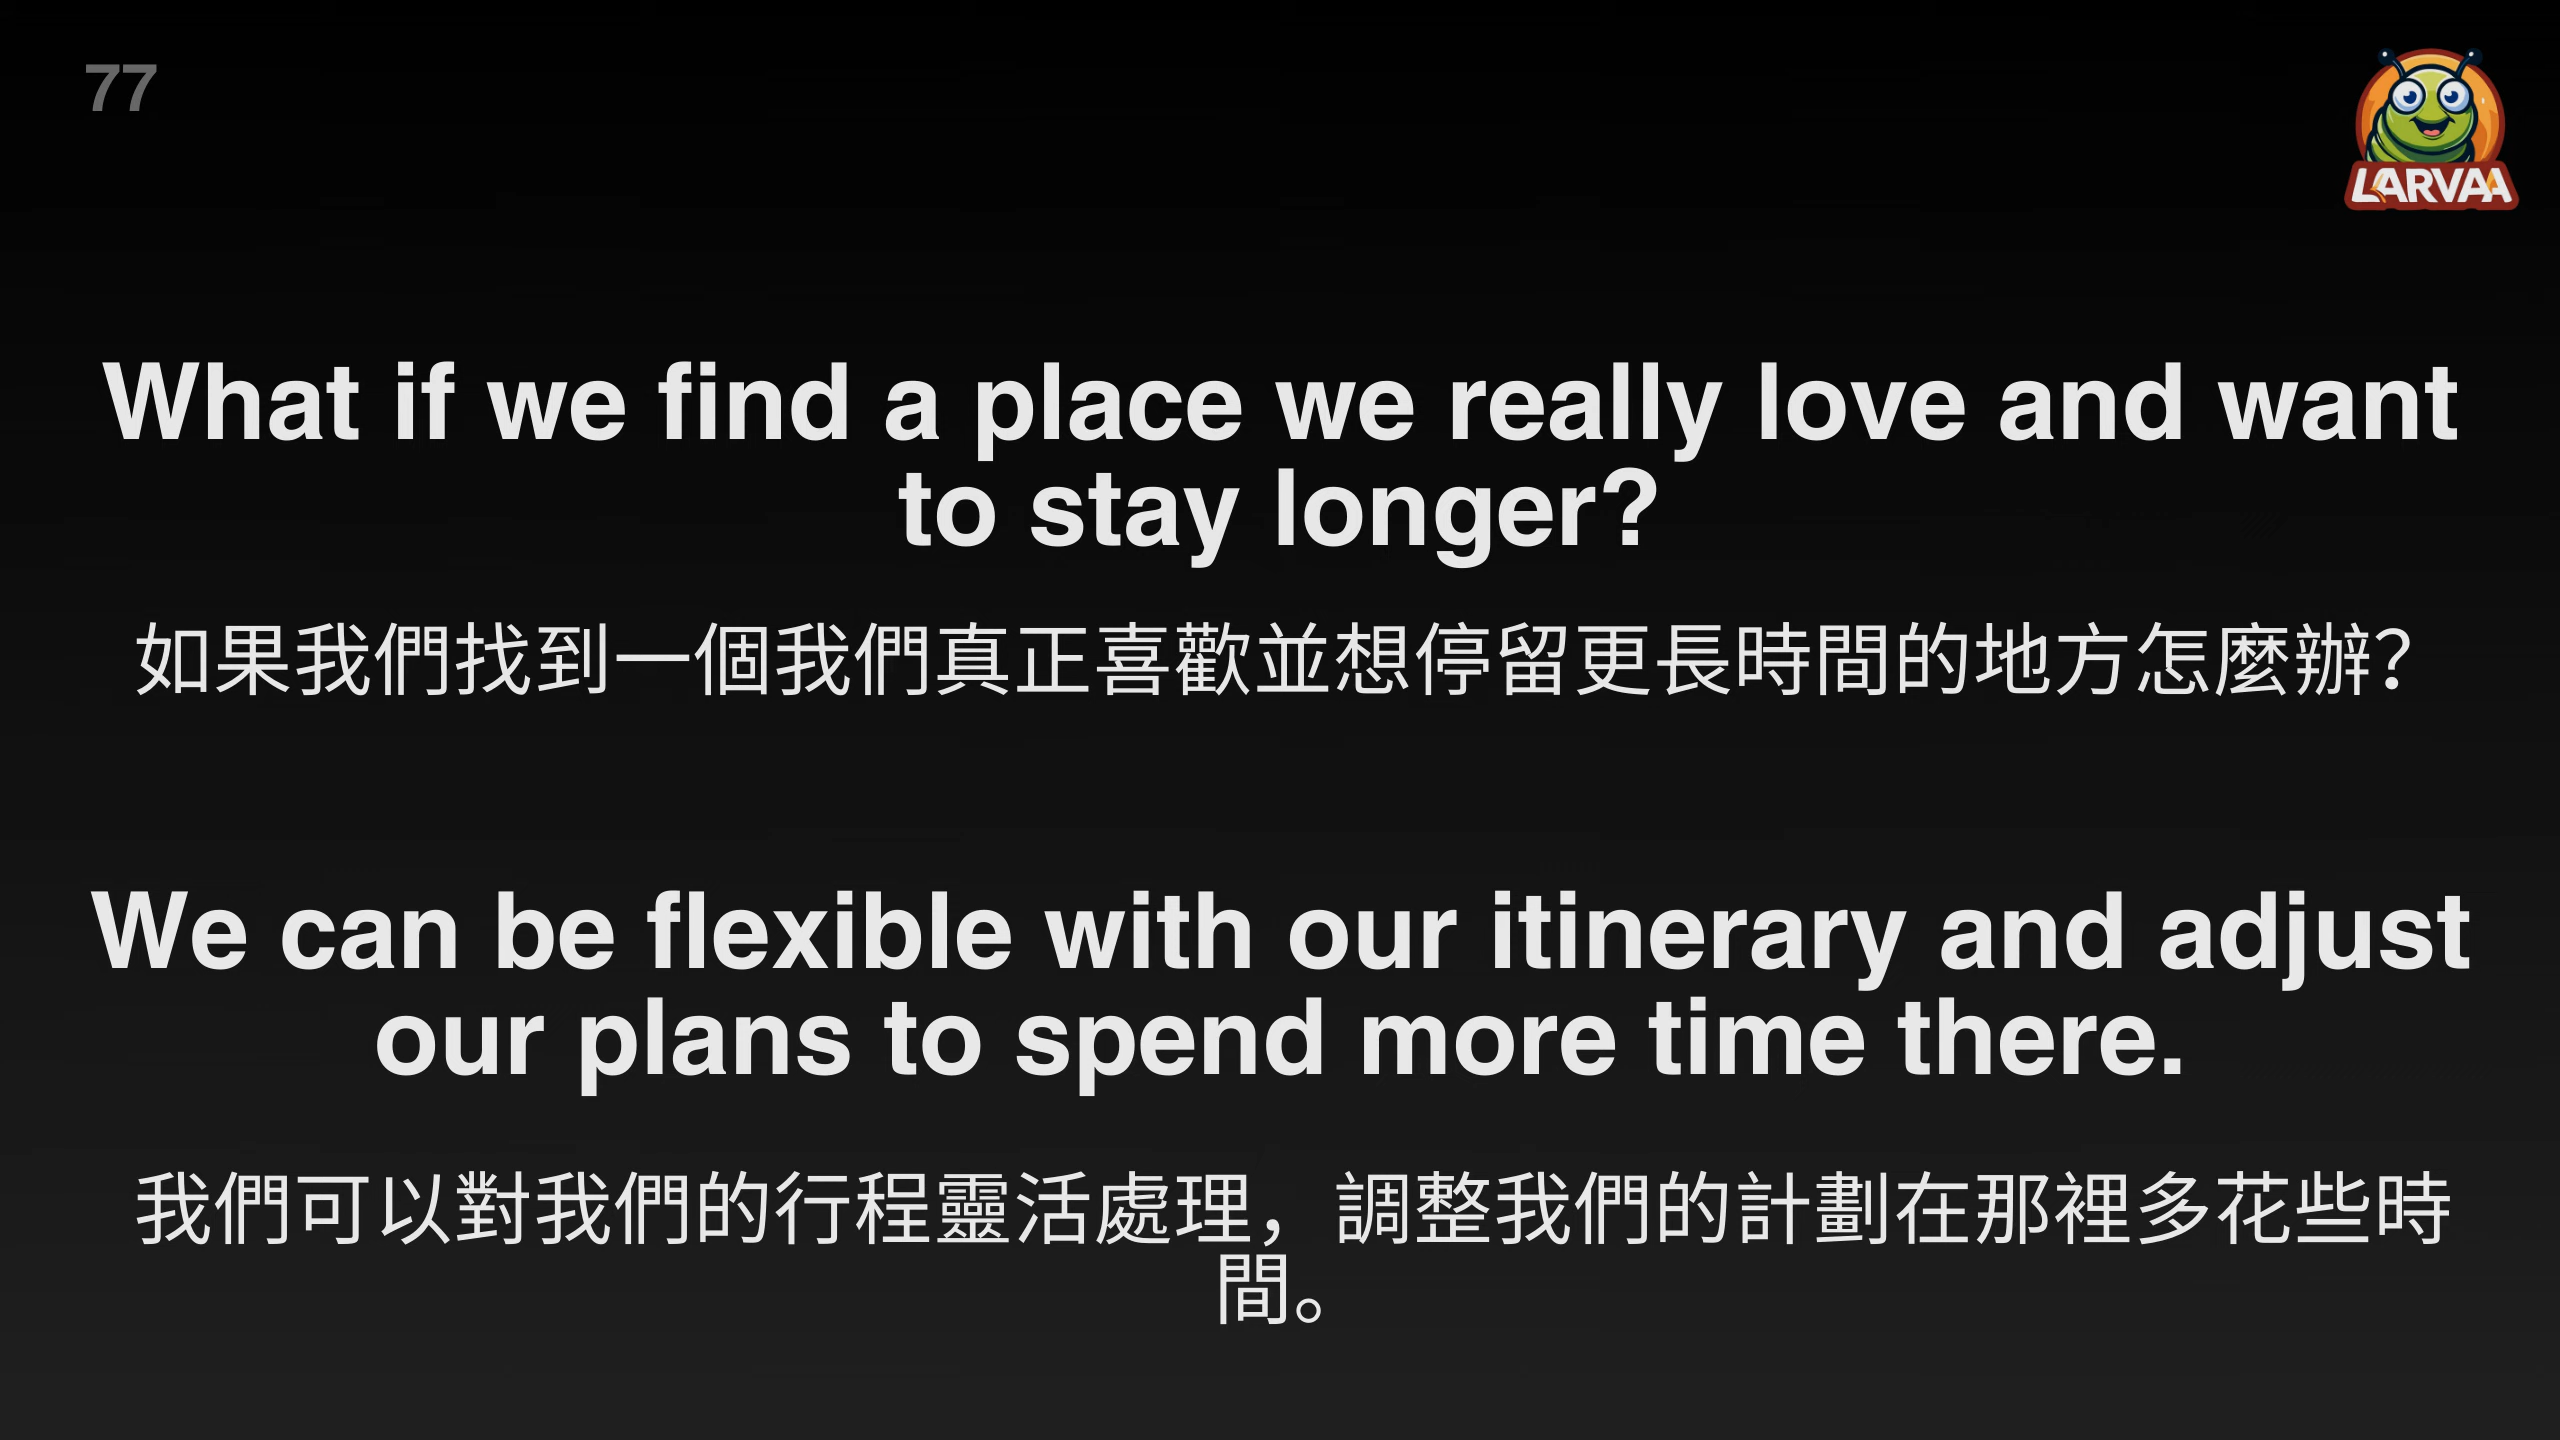 77
LARVAA
What if we find a place we really love and want
to stay longer?
如果我們找到一個我們真正喜歡並想停留更長時間的地方怎麼辦?
We can be flexible with our itinerary and adjust
our plans to spend more time there.
我們可以對我們的行程靈活處理，調整我們的計劃在那裡多花些時
間。